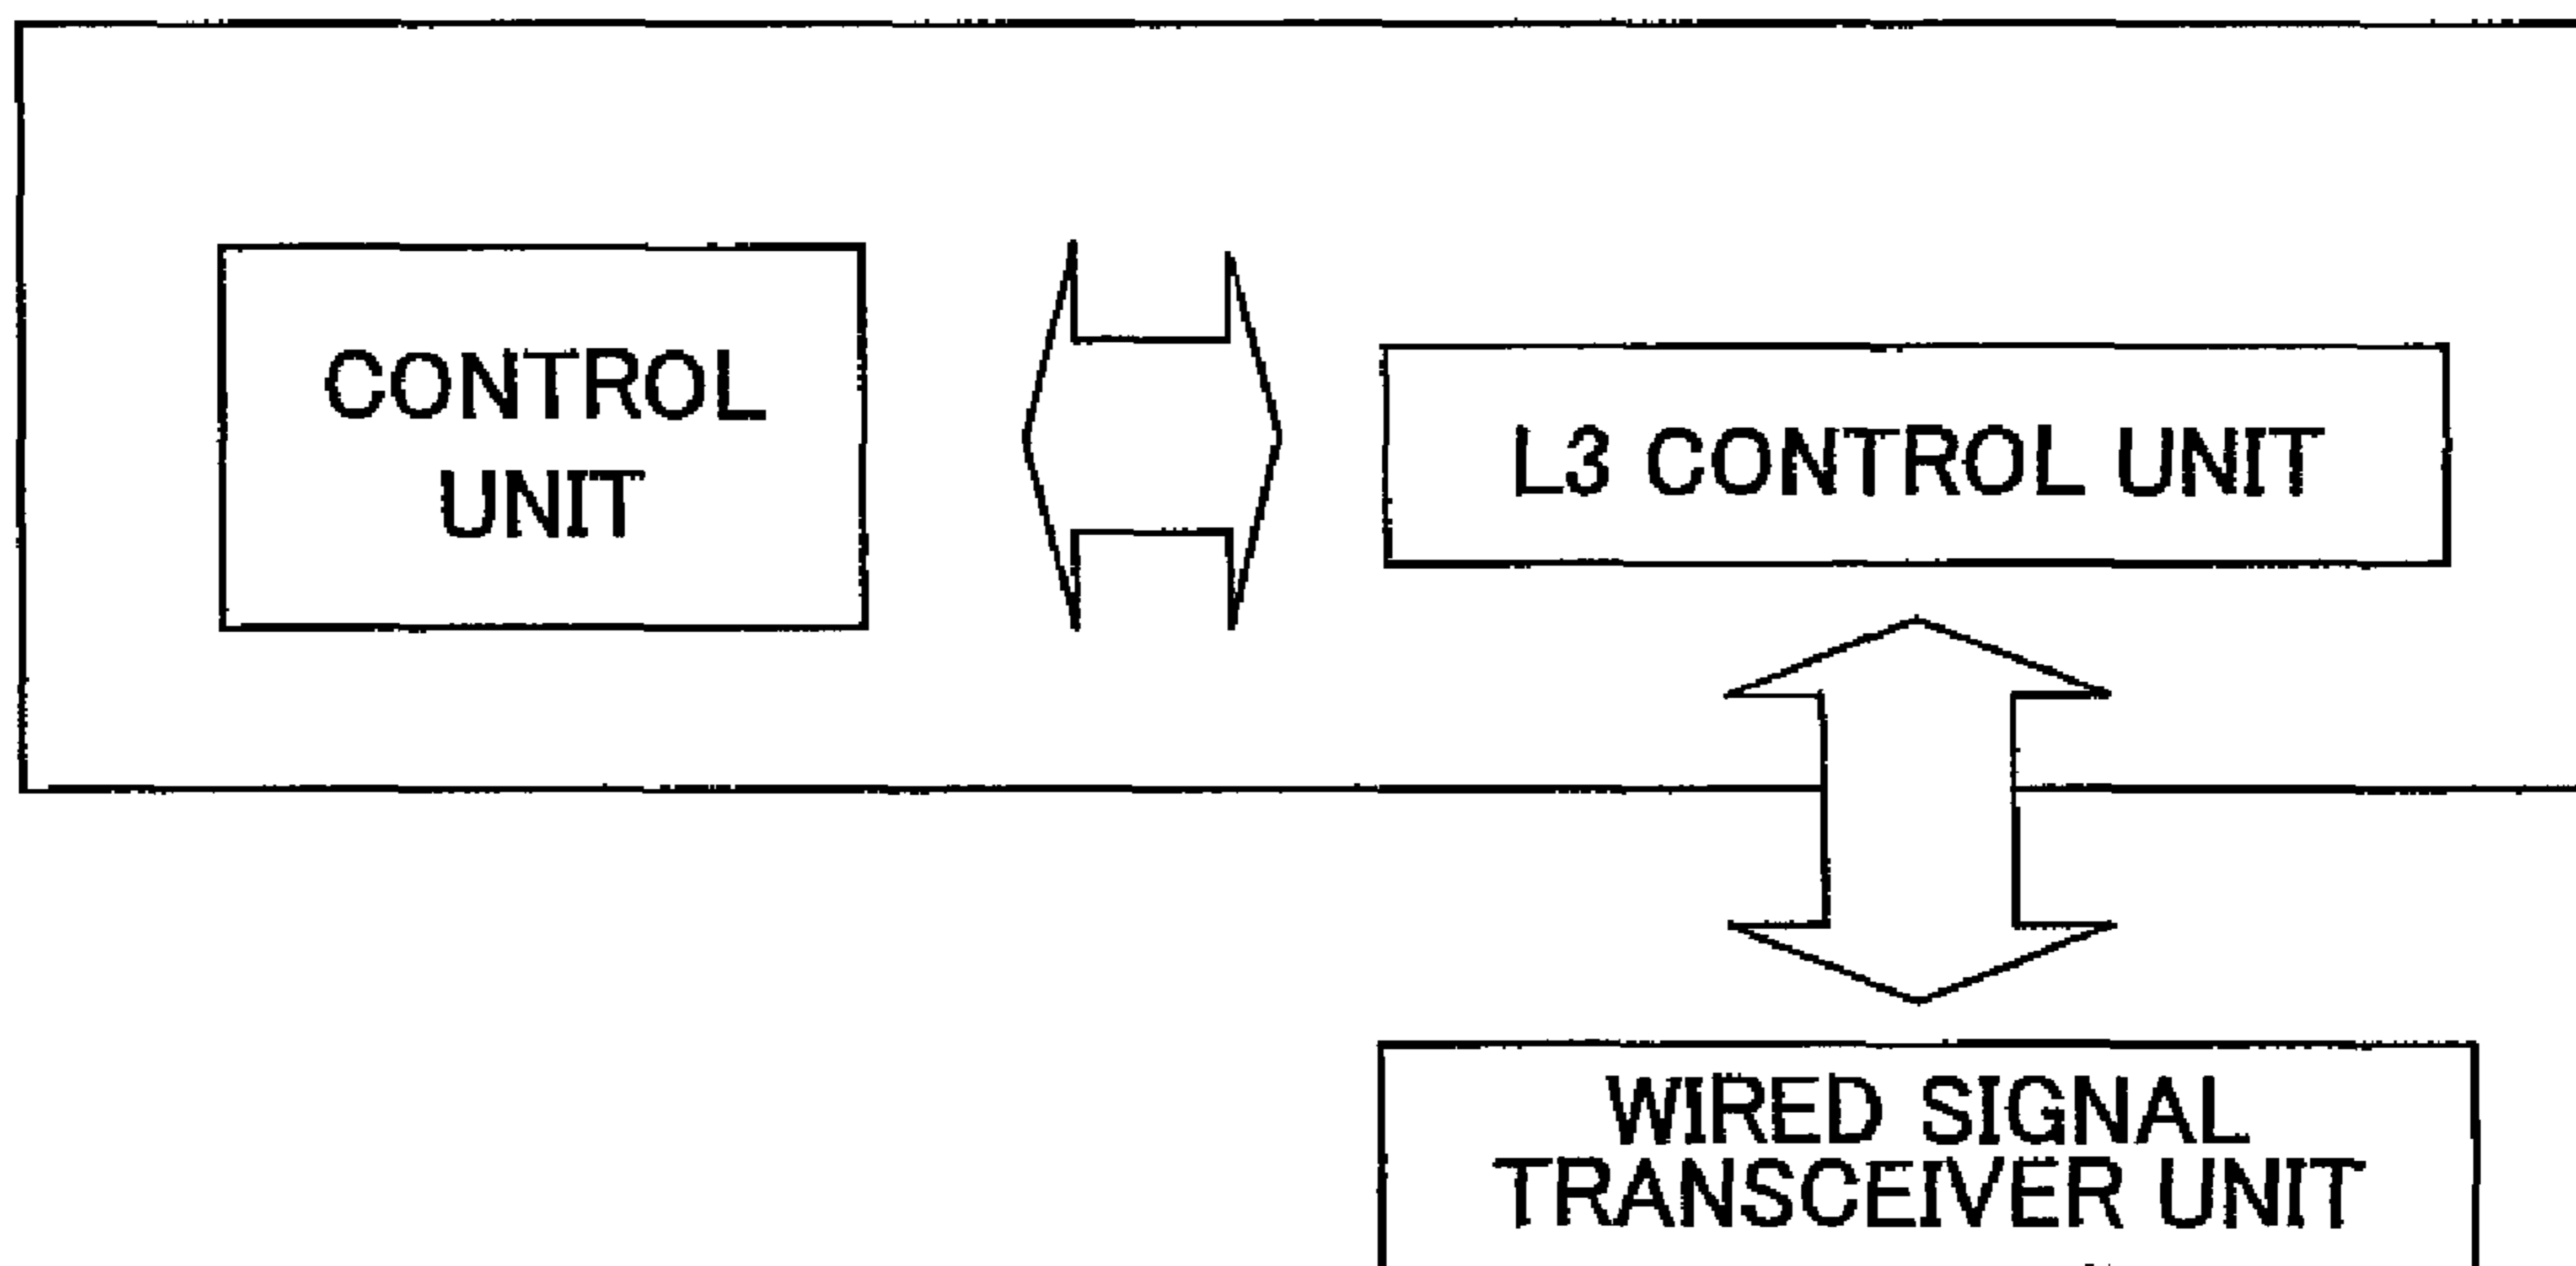 CONTROL
UNIT
L3 CONTROL UNIT
WIRED SIGNAL
TRANSCEIVER UNIT